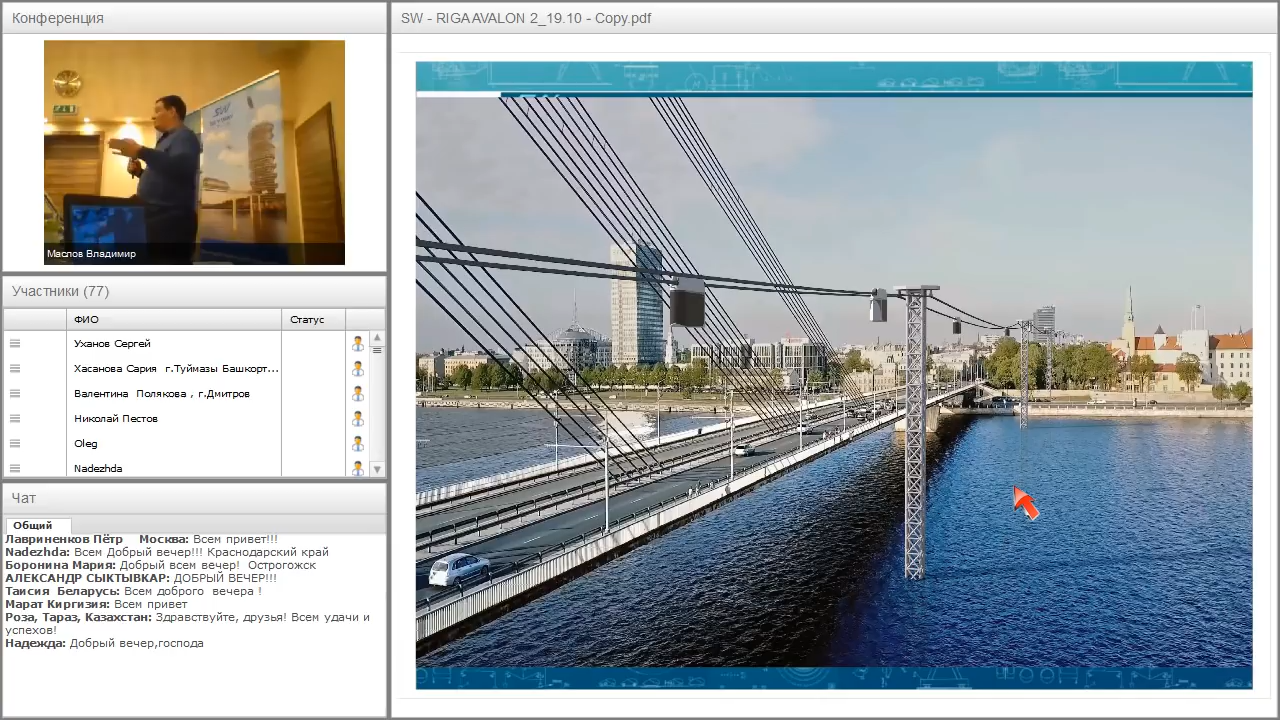 Конференция
SW - RIGAAVALON 2_19.10 - Copy.pdf
SW
Маслов Владимир
Участники (77)
ФИО
Статус
Уханов Сергей
Хасанова Сария г.Туймазы Башкорт...
Валентина Полякова , г.Дмитров
Николай Пестов
Oleg
Nadezhda
Чат
Общий
Лавриненков Пётр Москва: Всем привет!!!
Nadezhda: Всем Добрый вечер!!! Краснодарский край
Боронина Мария: Добрый всем вечер! Острогожск
АЛЕКСАНДР СЫКТЫВКАР: ДОБРЫЙ ВЕЧЕР!!!
Таисия Беларусь: Всем доброго вечера !
Марат Киргизия: Всем привет
Роза, Тараз, Казахстан: Здравствуйте, друзья! Всем удачи и
успехов!
Надежда: Добрый вечер,господа